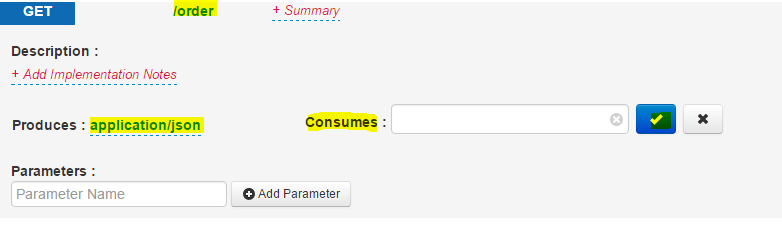 GET /order + Summary
Description :
+ Add Implementation Notes
Produces : application/json Consumes :
Parameters :
Parameter Name Add Parameter